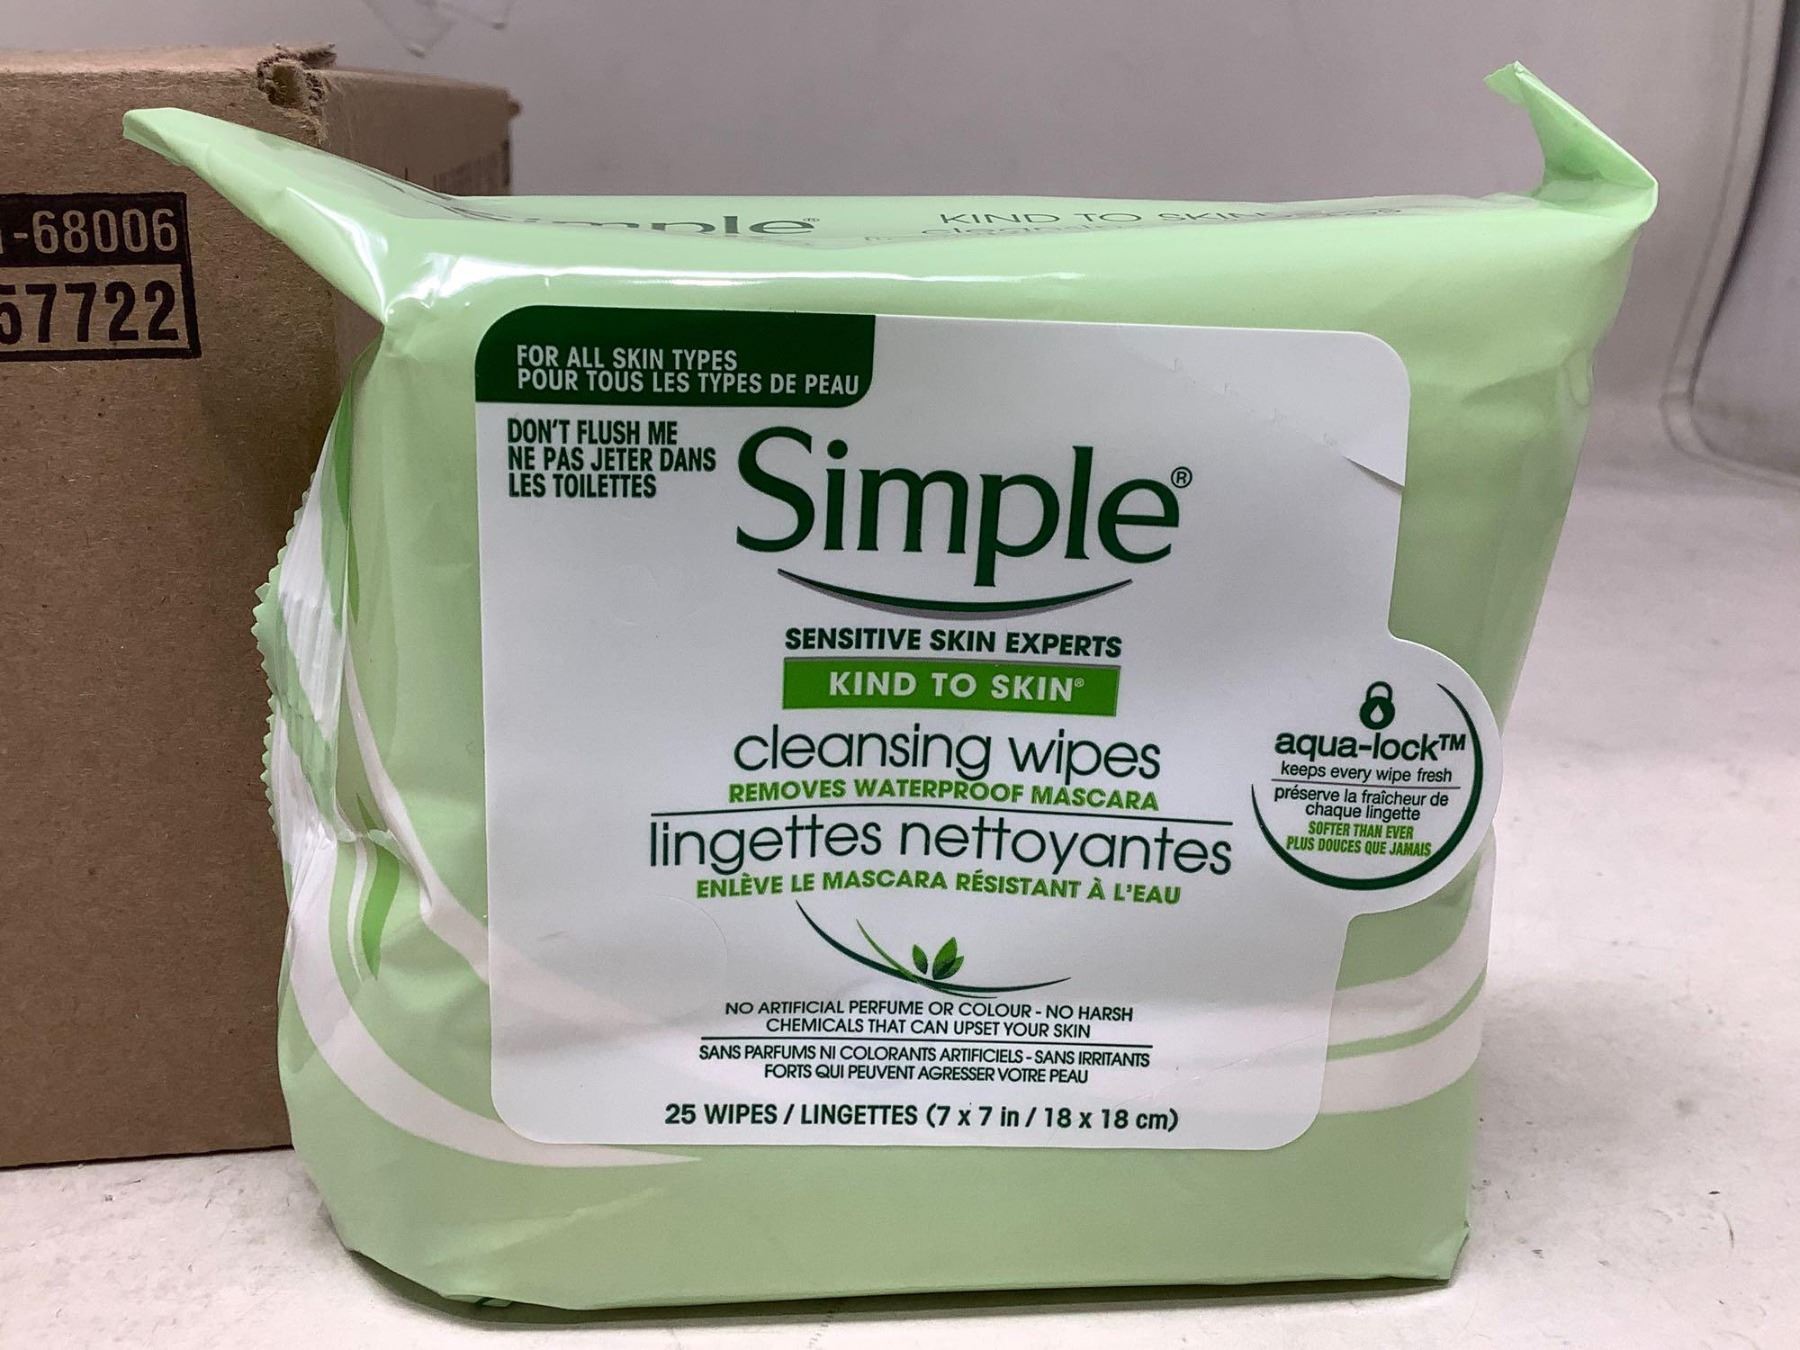 -68006
57722
Simple®
KIND TO SKIN
FOR ALL SKIN TYPES
POUR TOUS LES TYPES DE PEAU
DON'T FLUSH ME
NE PAS JETER DANS
LES TOILETTES
Simple®
SENSITIVE SKIN EXPERTS
KIND TO SKIN®
cleansing wipes
REMOVES WATERPROOF MASCARA
lingettes nettoyantes
ENLÈVE LE MASCARA RÉSISTANT À L'EAU
aqua-lock™
keeps every wipe fresh
préserve la fraîcheur de
chaque lingette
SOFTER THAN EVER
PLUS DOUCES QUE JAMAIS
NO ARTIFICIAL PERFUME OR COLOUR - NO HARSH
CHEMICALS THAT CAN UPSET YOUR SKIN
SANS PARFUMS NI COLORANTS ARTIFICIELS - SANS IRRITANTS
FORTS QUI PEUVENT AGRESSER VOTRE PEAU
25 WIPES / LINGETTES (7 x 7 in / 18 x 18 cm)